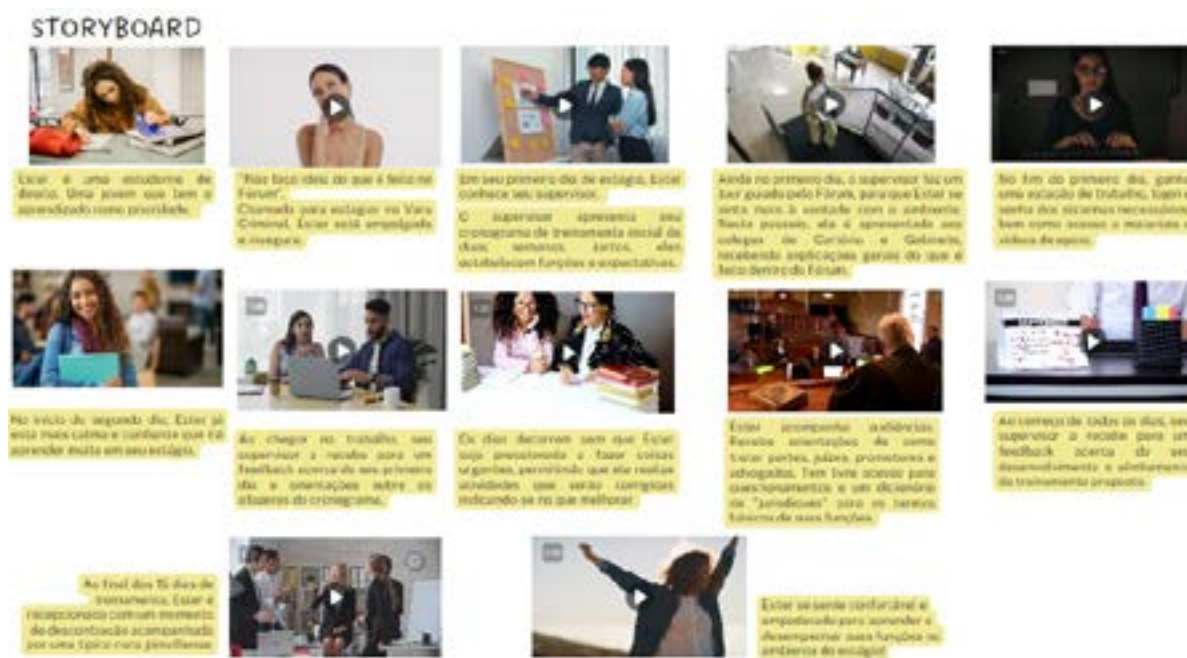 STORYBOARD
Ester é uma estudante de
direito. Uma jovem que tem o
aprendizado como prioridade.
"Não faço ideia do que é feito no
Fórum".
Chamada para estagiar na Vara
Criminal, Ester está empolgada
e insegura.
Em seu primeiro dia de estágio, Ester
conhece seu supervisor.
O supervisor apresenta seu
cronograma de treinamento inicial de
duas semanas. Juntos, eles
estabelecem funções e expectativas.
Ainda no primeiro dia, o supervisor faz um
tour guiado pelo Fórum, para que Ester se
sinta mais à vontade com o ambiente.
Neste passeio, ela é apresentada aos
colegas de Cartório e Gabinete,
recebendo explicações gerais do que é
feito dentro do Fórum.
No fim do primeiro dia, ganha
uma estação de trabalho, login e
senha dos sistemas necessários,
bem como acesso a materiais e
vídeos de apoio.
No início do segundo dia, Ester já
está mais calma e confiante que irá
aprender muito em seu estágio.
Ao chegar no trabalho, seu
supervisor a recebe para um
feedback acerca do seu primeiro
dia e orientações sobre os
afazeres do cronograma.
Os dias decorrem sem que Ester
seja pressionada a fazer coisas
urgentes, permitindo que ela realize
atividades que serão corrigidas
indicando-se no que melhorar.
Ester acompanha audiências.
Recebe orientações de como
tratar partes, juízes, promotores e
advogados. Tem livre acesso para
questionamentos e um dicionário
de "juridiquês" para os termos
de suas funções.
Ao começo de todos os dias, seu
supervisor a recebe para um
feedback acerca do seu
desenvolvimento e
do treinamento proposto.
Ao final dos 15 dias de
treinamento, Ester é
recepcionada com um momento
de descontração acompanhado
por uma típica cuca
Ester se sente confortável e
empoderada para aprender e
desempenhar suas funções no
ambiente do estágio!